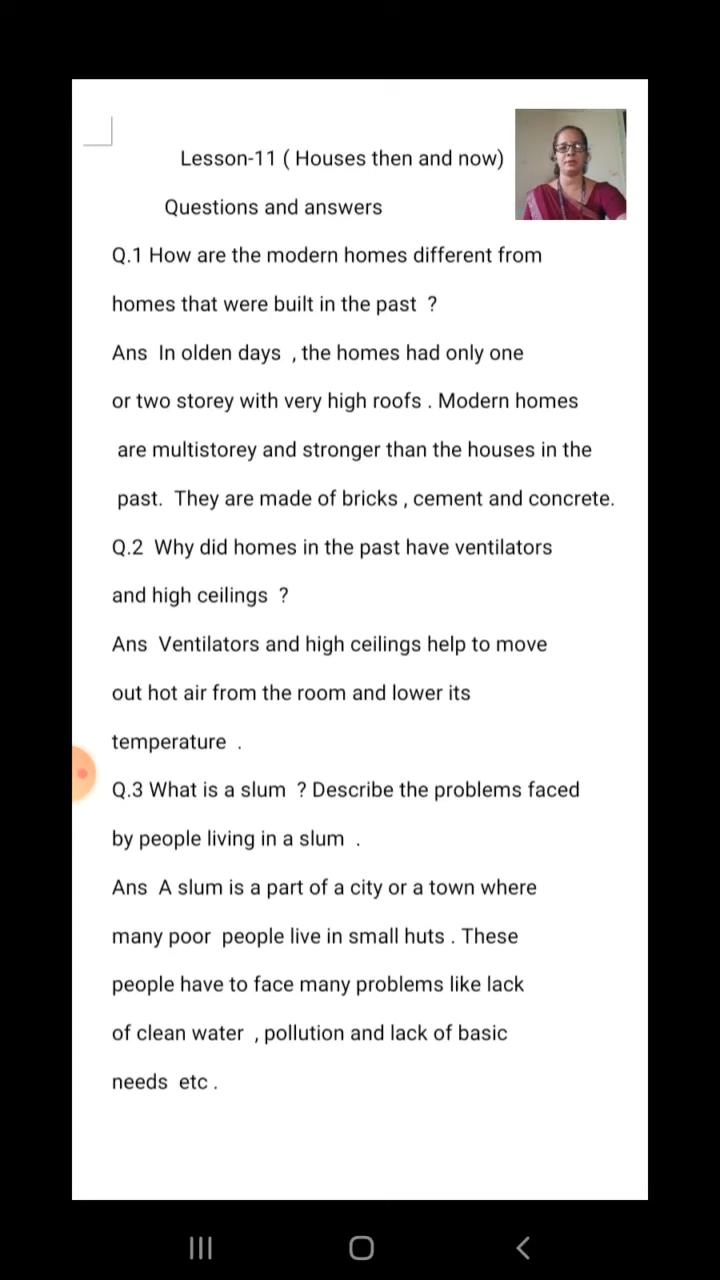 Lesson-11 ( Houses then and now)
Questions and answers
Q.1 How are the modern homes different from
homes that were built in the past  ?
Ans  In olden days  , the homes had only one
or two storey with very high roofs . Modern homes
are multistorey and stronger than the houses in the
past.  They are made of bricks , cement and concrete.
Q.2  Why did homes in the past have ventilators
and high ceilings  ?
Ans  Ventilators and high ceilings help to move
out hot air from the room and lower its
temperature  .
Q.3 What is a slum  ? Describe the problems faced
by people living in a slum  .
Ans  A slum is a part of a city or a town where
many poor  people live in small huts . These
people have to face many problems like lack
of clean water  , pollution and lack of basic
needs  etc .